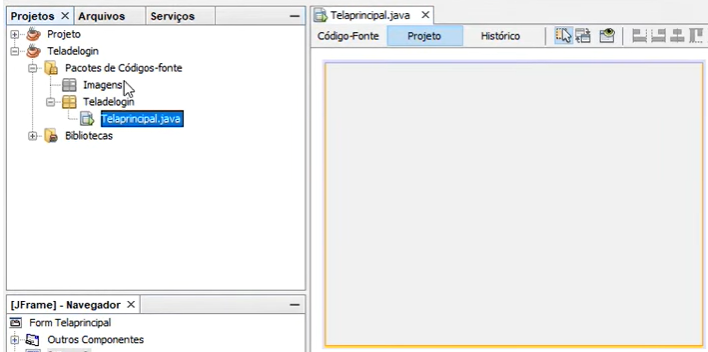 Projetos Arquivos Serviços
Projeto
Teladelogin
Pacotes de Códigos-fonte
Imagens
Teladelogin
Telaprincipal.java
Bibliotecas
[JFrame] - Navegador
Form Telaprincipal
Outros Componentes
Telaprincipal.java
Código-Fonte Projeto Histórico